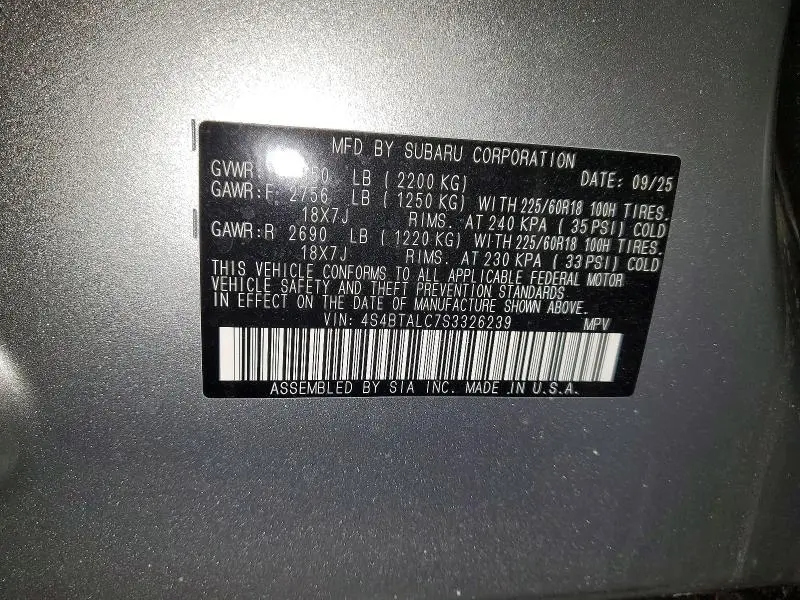 MFD BY SUBARU CORPORATION
GVWR LB (2200 KG) DATE: 09/25
GAWR:F 2756 LB (1250 KG) WITH 225/60R18 100H TIRES.
18X7J RIMS. AT 240 KPA (35 PSI) COLD
GAWR:R 2690 LB (1220 KG) WITH 225/60R18 100H TIRES.
18X7J RIMS. AT 230 KPA (33 PSI) COLD
THIS VEHICLE CONFORMS TO ALL APPLICABLE FEDERAL MOTOR
VEHICLE SAFETY AND THEFT PREVENTION STANDARDS
IN EFFECT ON THE DATE OF MANUFACTURE SHOWN ABOVE.
VIN: 4S4BTALC7S3326239 MPV
ASSEMBLED BY SIA INC. MADE IN U.S.A.